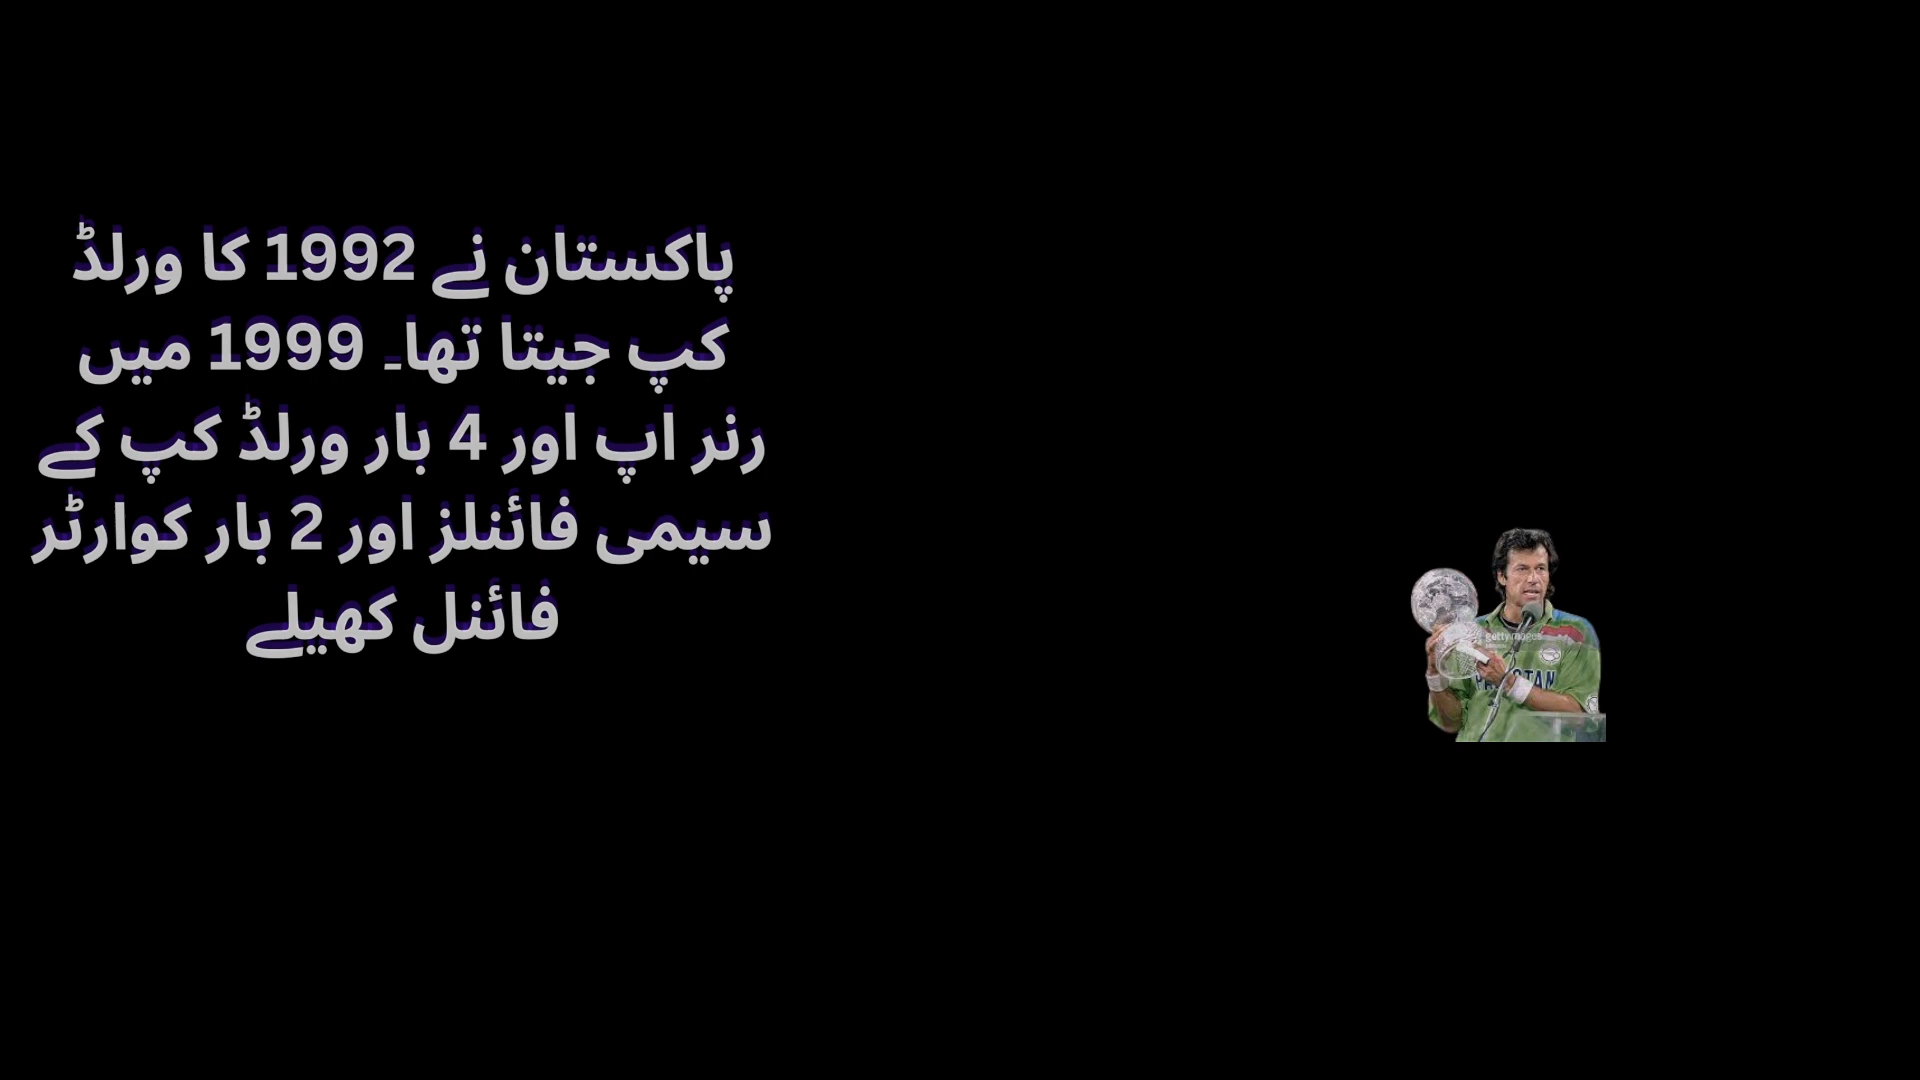 پاکستان نے 1992 کا ورلڈ
کپ جیتا تھا۔ 1999 میں
رنر اپ اور 4 بار ورلڈ کپ کے
سیمی فائنلز اور 2 بار کوارٹر
فائنل کھیلے
gettyimages